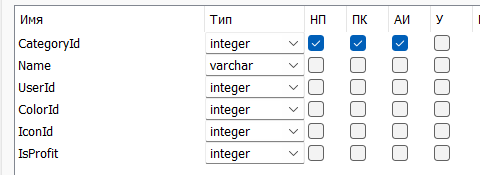 Имя Тип НП ПК АИ У
CategoryId integer
Name varchar
UserId integer
ColorId integer
IconId integer
IsProfit integer